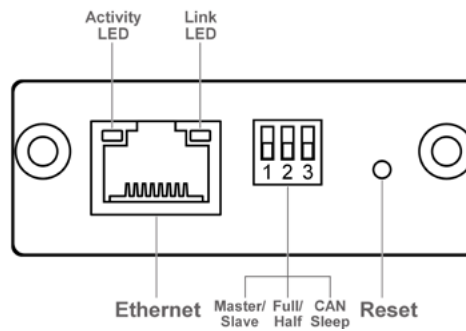 Activity
LED
Link
LED
1 2 3
Ethernet
Master/
Slave
Full/
Half
CAN
Sleep
Reset